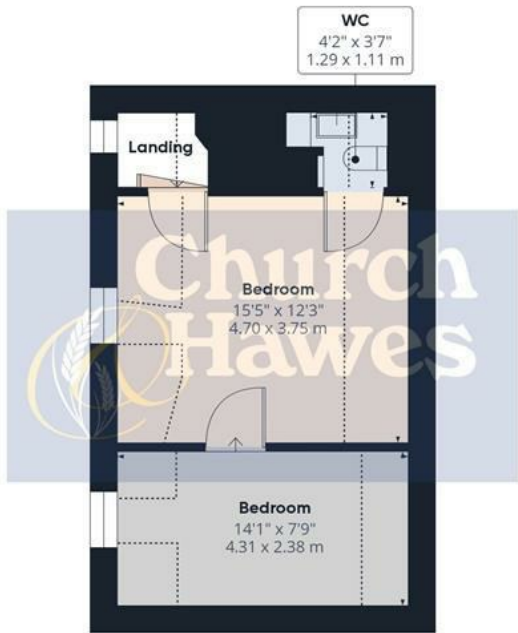 WC
4'2" x 3'7"
1.29 x 1.11 m
Landing
Church
Hawes
Bedroom
15'5" x 12'3"
4.70 x 3.75 m
Bedroom
14'1" x 7'9"
4.31 x 2.38 m